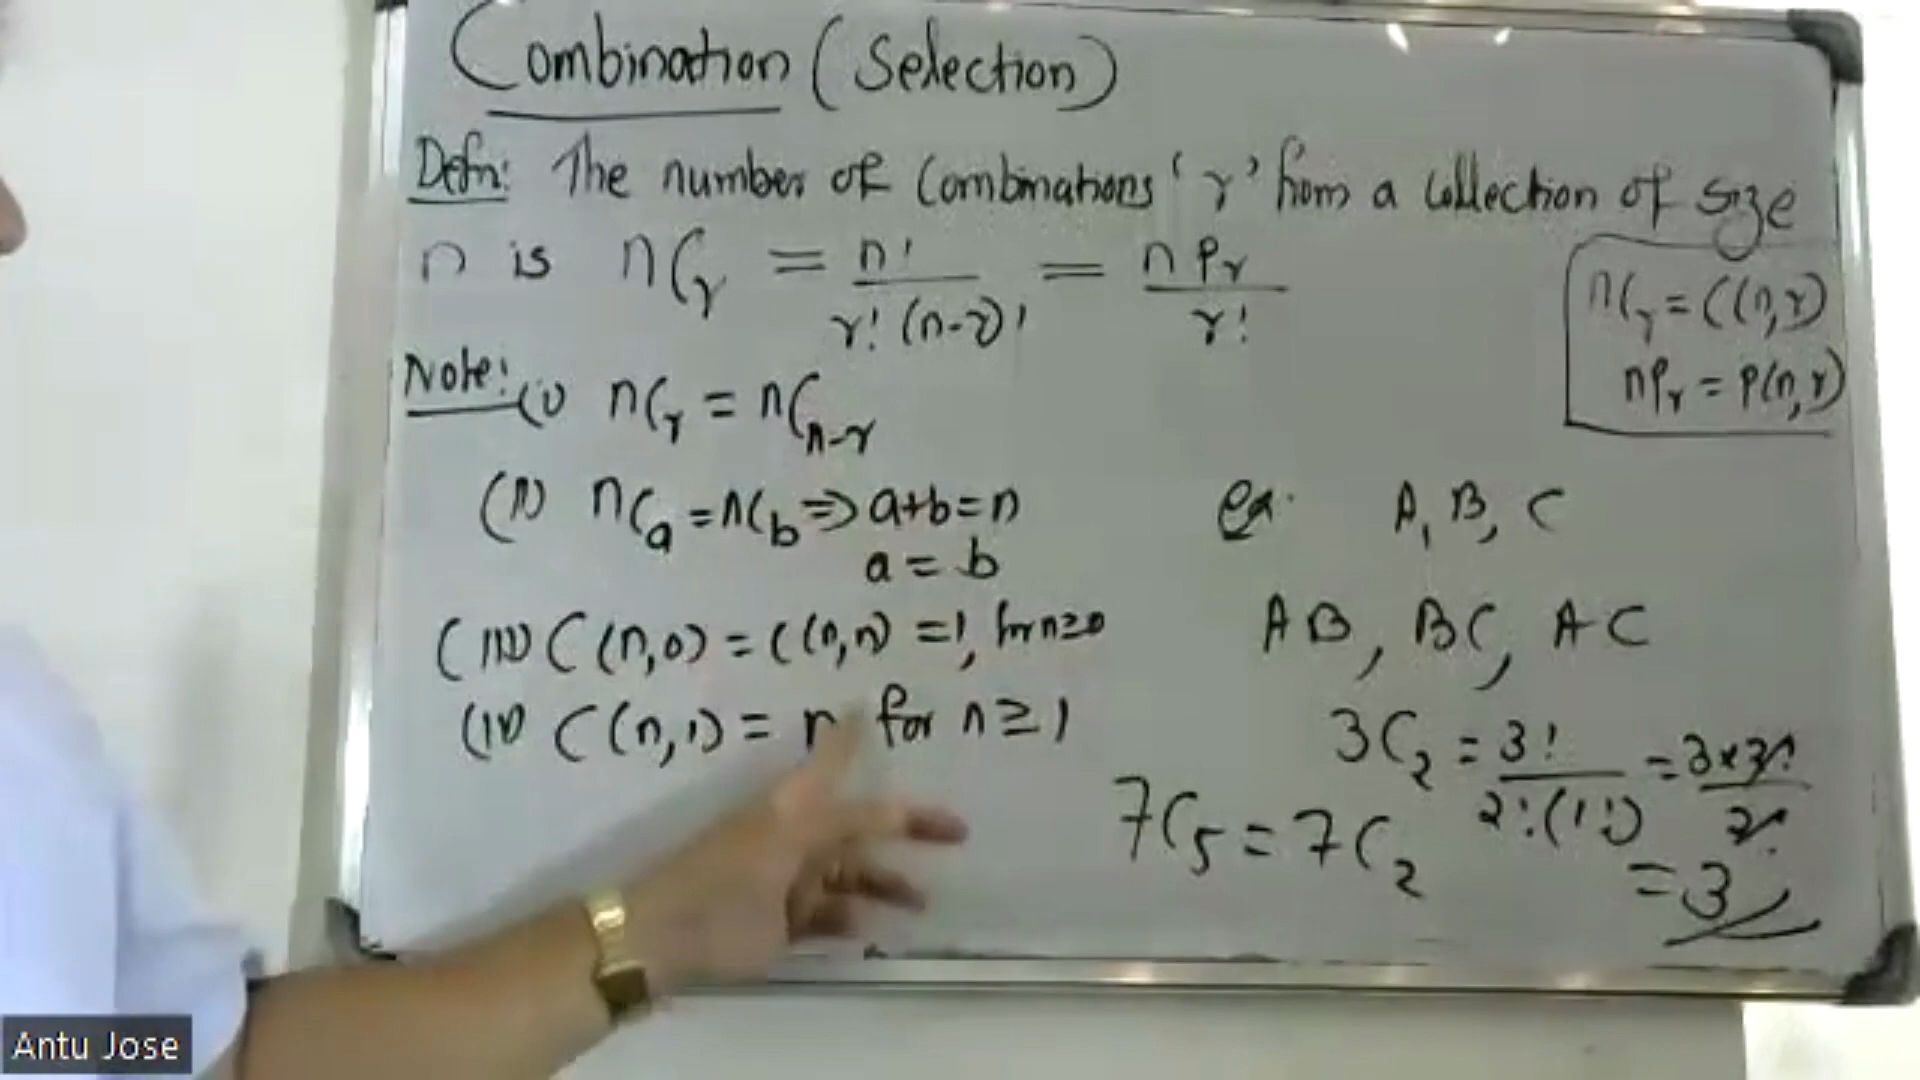 Combination (Selection)
Defn: The number of Combinations 'r' from a collection of size
n is nCr = n! / r! (n-r)! = nPr / r!
nCr = C(n,r)
nPr = P(n,r)
Note: (i) nCr = nCn-r
(ii) nCa = nCb ⇒ a+b=n
a = b
(iii) C(n,0) = C(n,n) = 1, for n≥0
(iv) C(n,1) = n for n ≥ 1
ex. A, B, C
AB, BC, AC
3C2 = 3! / 2!(1!) = 3×2! / 2!
= 3
7C5 = 7C2
Antu Jose